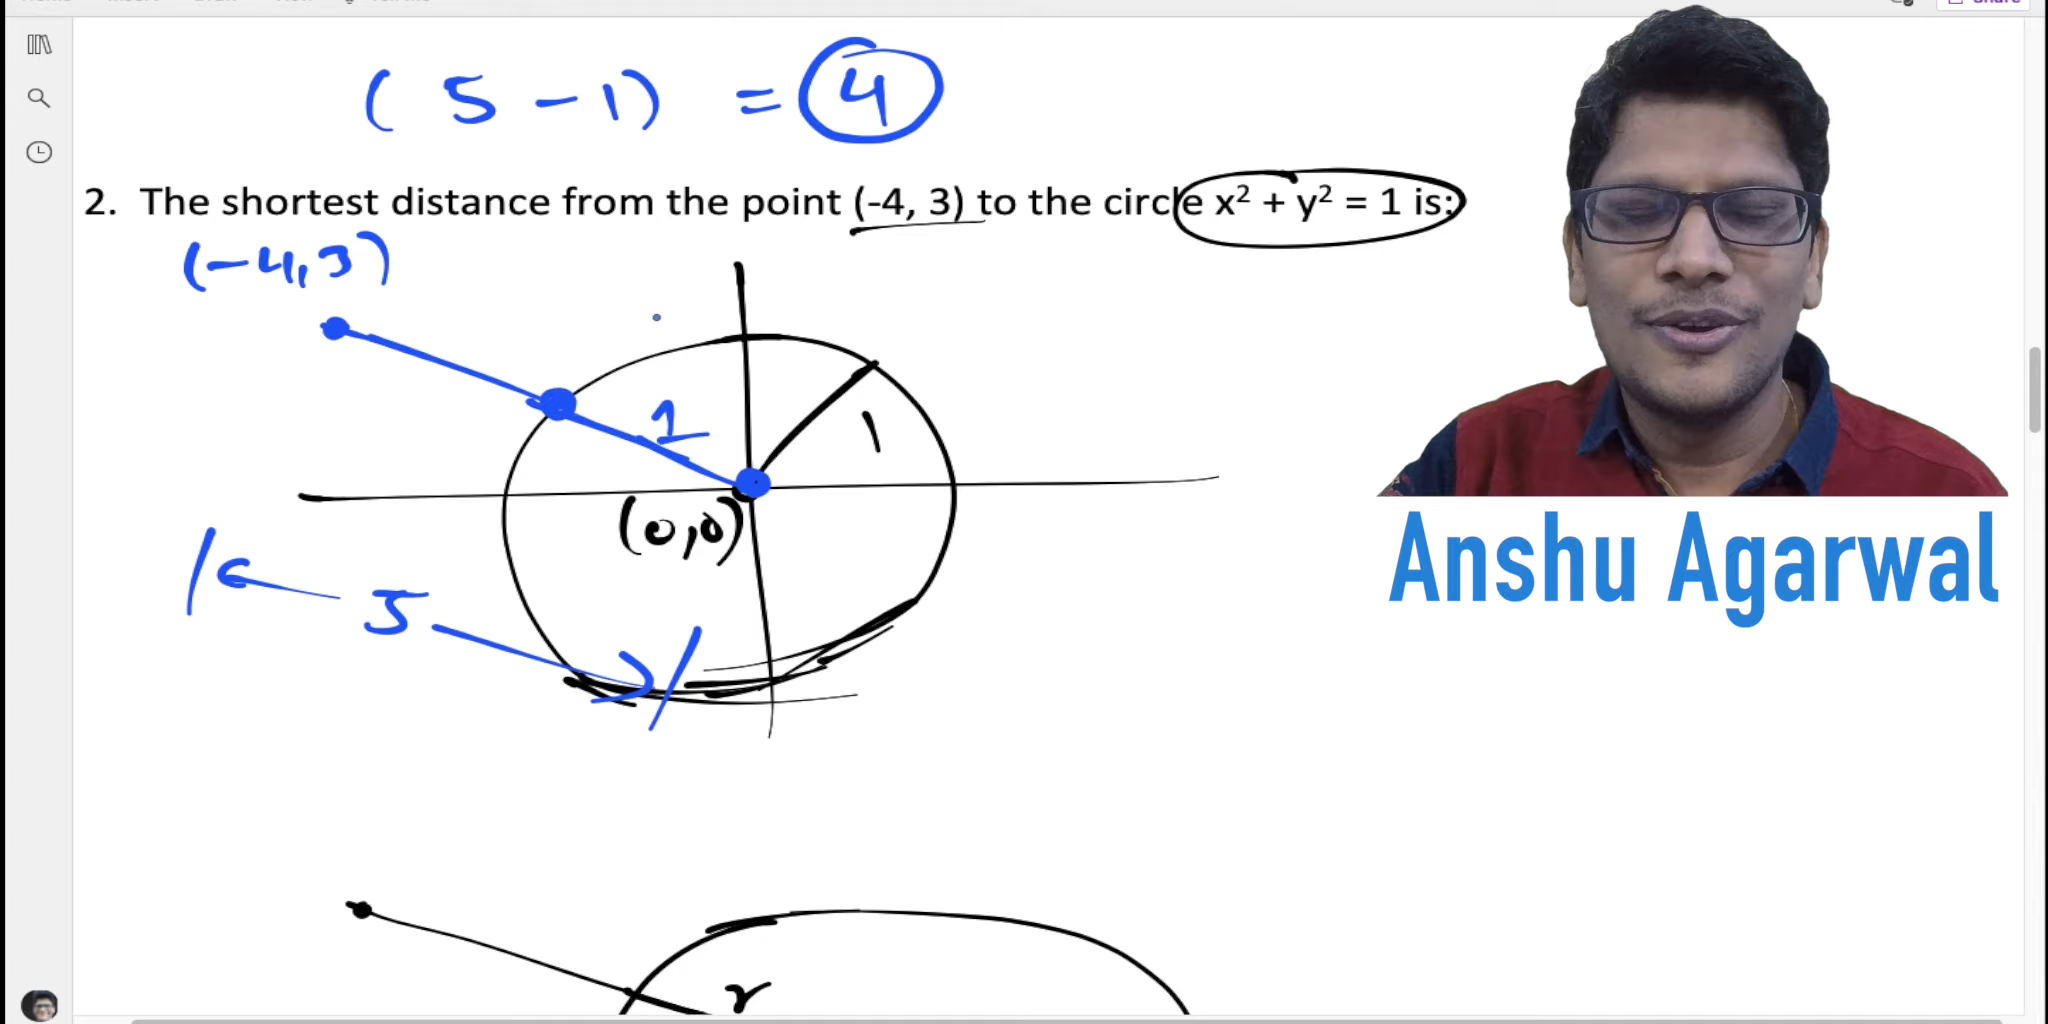 Share
( 5 - 1) = 4
2. The shortest distance from the point (-4, 3) to the circle x² + y² = 1 is:
(-4,3)
1
1
(0,0)
5
Anshu Agarwal
r